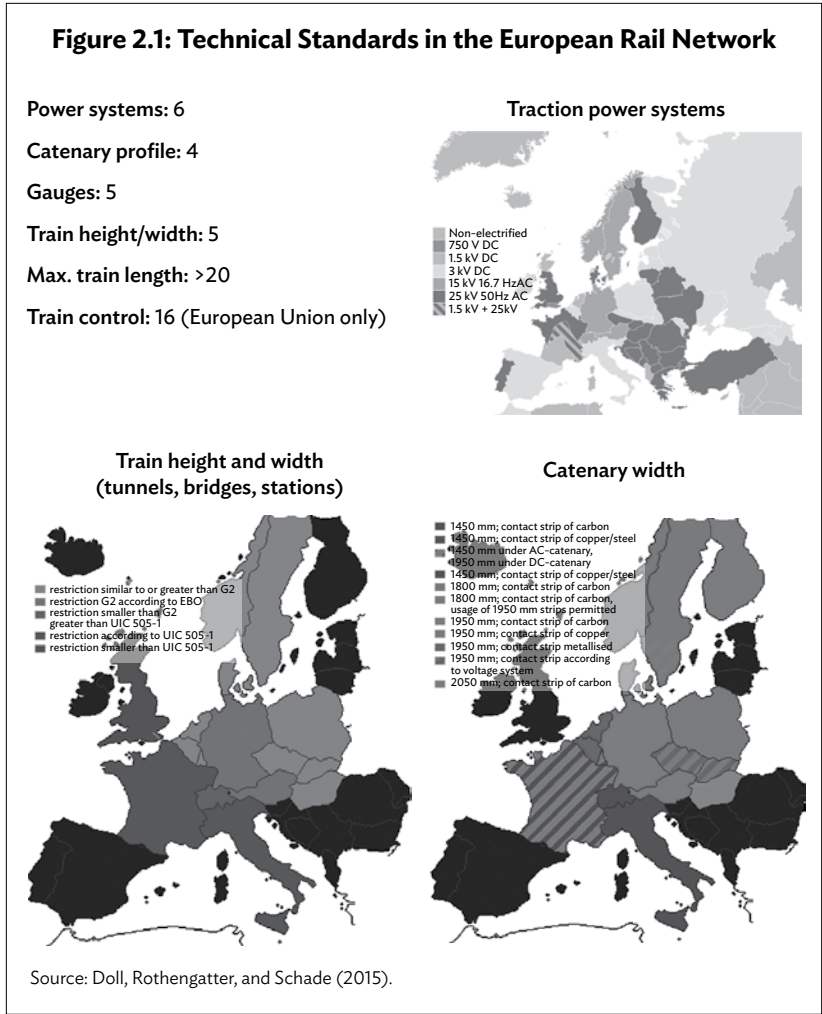 Figure 2.1: Technical Standards in the European Rail Network
Power systems: 6
Catenary profile: 4
Gauges: 5
Train height/width: 5
Max. train length: >20
Train control: 16 (European Union only)
Traction power systems
Non-electrified
750 V DC
1.5 kV DC
3 kV DC
15 kV 16.7 HzAC
25 kV 50Hz AC
1.5 kV + 25kV
Train height and width
(tunnels, bridges, stations)
restriction similar to or greater than G2
restriction G2 according to EBO
restriction smaller than G2
greater than UIC 505-1
restriction according to UIC 505-1
restriction smaller than UIC 505-1
Catenary width
1450 mm; contact strip of carbon
1450 mm; contact strip of copper/steel
1450 mm under AC-catenary,
1950 mm under DC-catenary
1450 mm; contact strip of copper/steel
1800 mm; contact strip of carbon
1800 mm; contact strip of carbon,
usage of 1950 mm strips permitted
1950 mm; contact strip of carbon
1950 mm; contact strip of copper
1950 mm; contact strip metallised
1950 mm; contact strip according
to voltage system
2050 mm; contact strip of carbon
Source: Doll, Rothengatter, and Schade (2015).